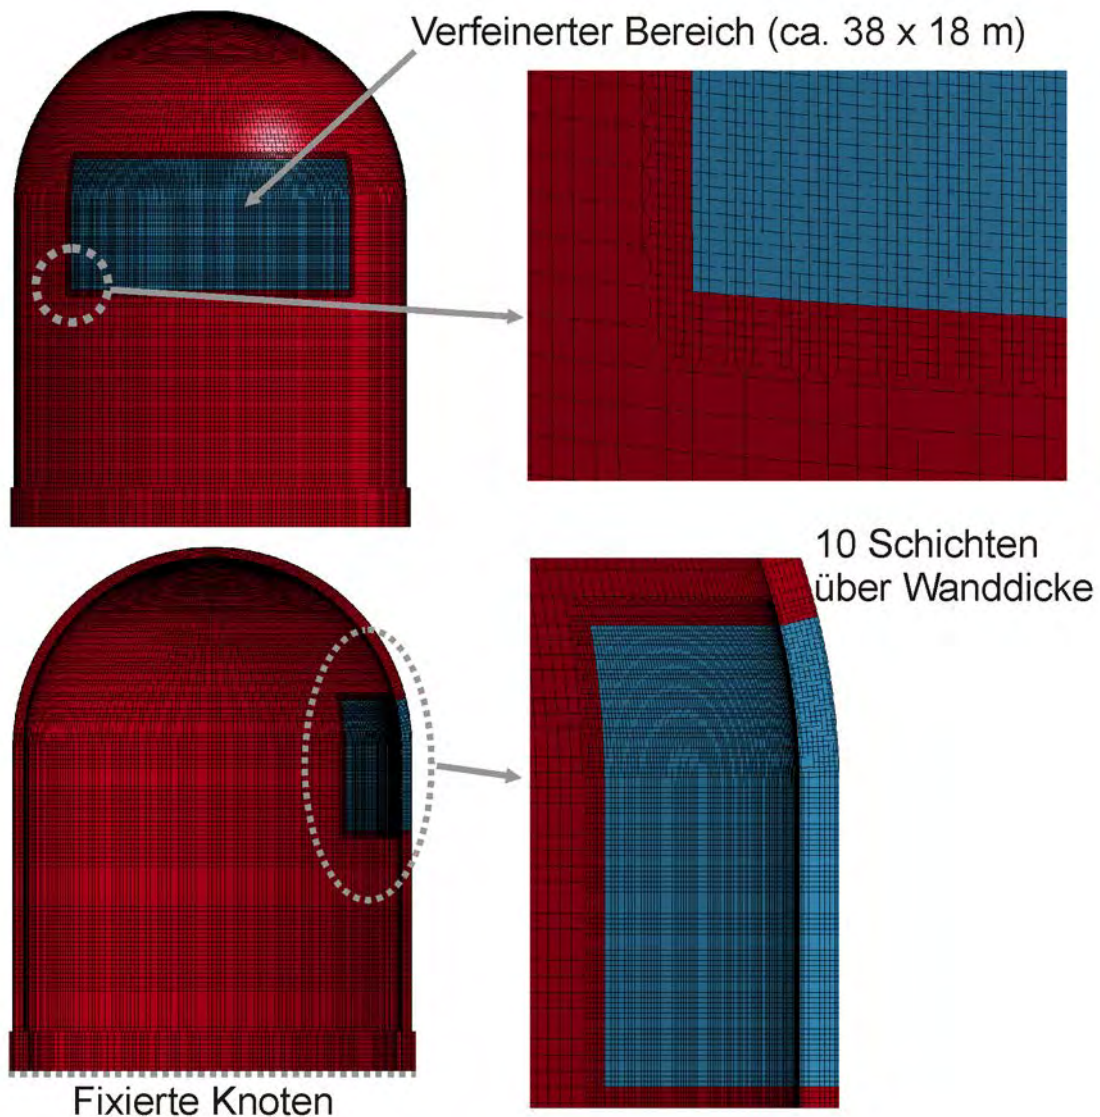 Verfeinerter Bereich (ca. 38 x 18 m)
10 Schichten
über Wanddicke
Fixierte Knoten